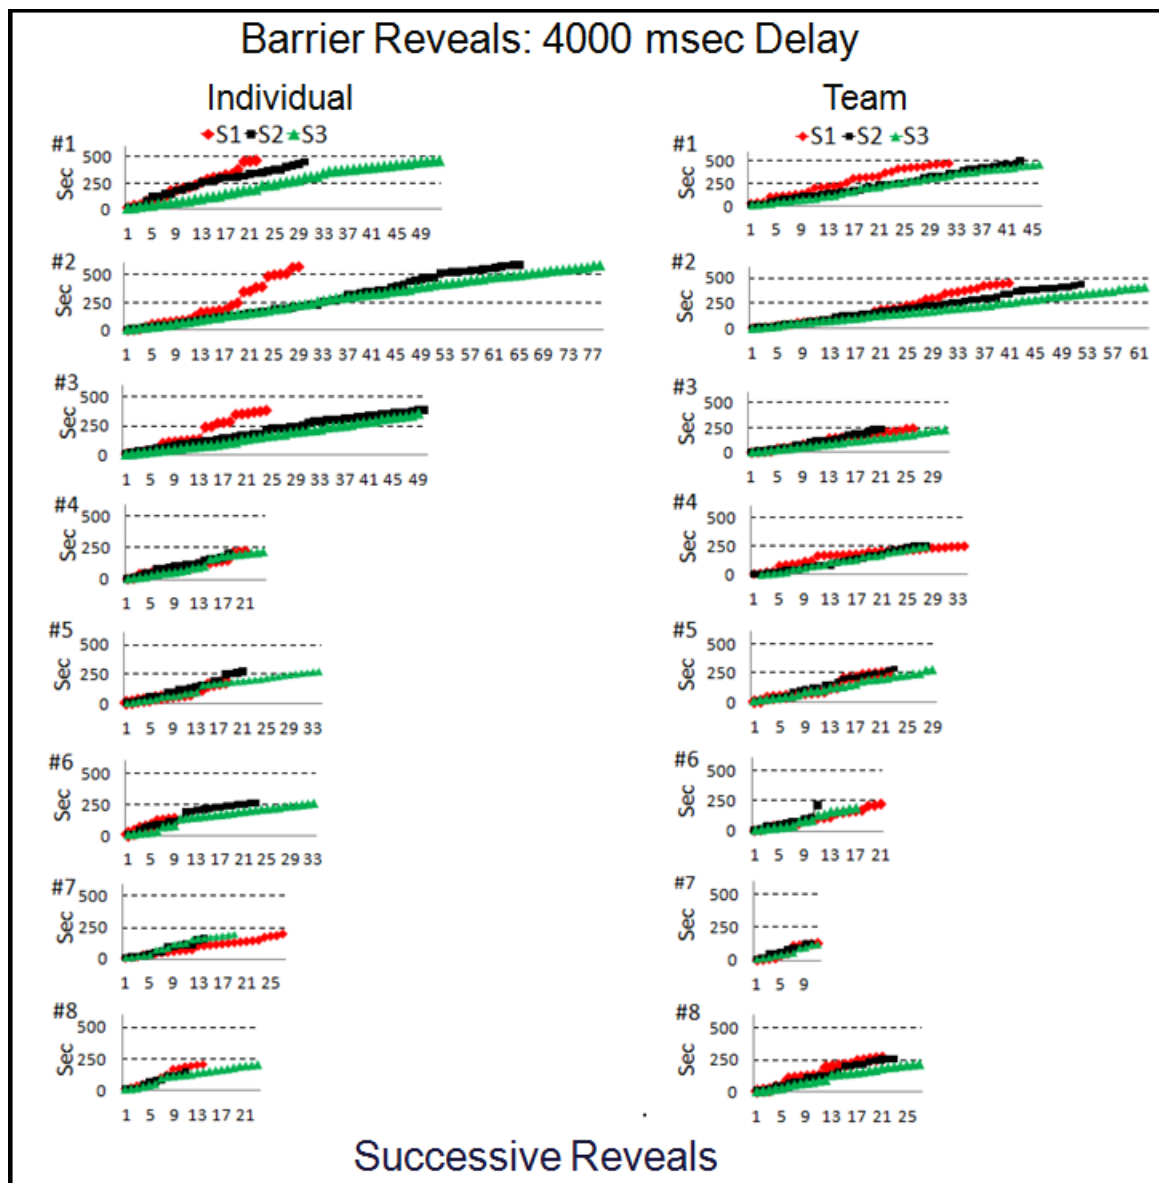 Barrier Reveals: 4000 msec Delay
Individual
S1 S2 S3
#1
Sec
500
250
0
1 5 9 13 17 21 25 29 33 37 41 45 49
#2
Sec
500
250
0
1 5 9 13 17 21 25 29 33 37 41 45 49 53 57 61 65 69 73 77
#3
Sec
500
250
0
1 5 9 13 17 21 25 29 33 37 41 45 49
#4
Sec
500
250
0
1 5 9 13 17 21
#5
Sec
500
250
0
1 5 9 13 17 21 25 29 33
#6
Sec
500
250
0
1 5 9 13 17 21 25 29 33
#7
Sec
500
250
0
1 5 9 13 17 21 25
#8
Sec
500
250
0
1 5 9 13 17 21
Team
S1 S2 S3
#1
Sec
500
250
0
1 5 9 13 17 21 25 29 33 37 41 45
#2
Sec
500
250
0
1 5 9 13 17 21 25 29 33 37 41 45 49 53 57 61
#3
Sec
500
250
0
1 5 9 13 17 21 25 29
#4
Sec
500
250
0
1 5 9 13 17 21 25 29 33
#5
Sec
500
250
0
1 5 9 13 17 21 25 29
#6
Sec
500
250
0
1 5 9 13 17 21
#7
Sec
500
250
0
1 5 9
#8
Sec
500
250
0
1 5 9 13 17 21 25
Successive Reveals